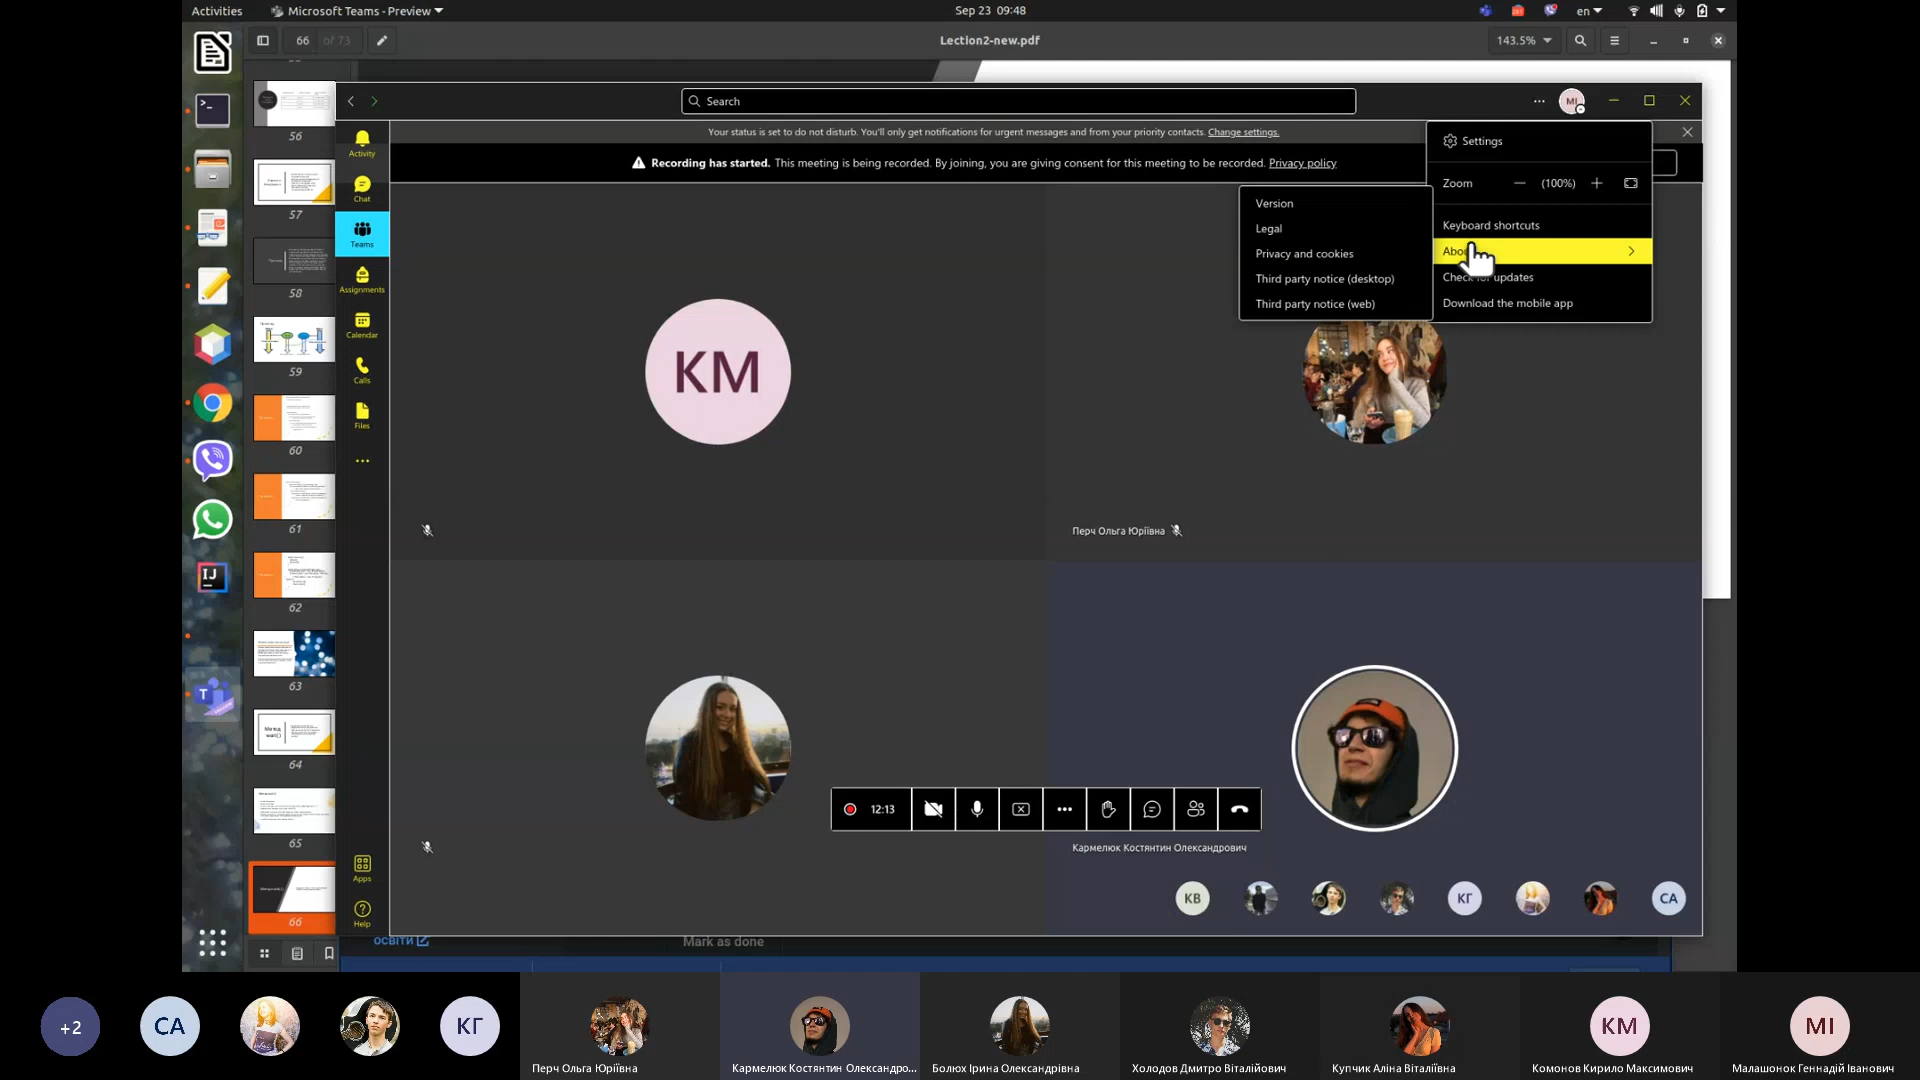 Activities
Microsoft Teams - Preview
Sep 23 09:48
en
66 of 73
Lection2-new.pdf
143.5%
Search
MI
Your status is set to do not disturb. You'll only get notifications for urgent messages and from your priority contacts. Change settings.
Recording has started. This meeting is being recorded. By joining, you are giving consent for this meeting to be recorded. Privacy policy
Settings
Zoom
(100%)
Keyboard shortcuts
Check for updates
Download the mobile app
Version
Legal
Privacy and cookies
Third party notice (desktop)
Third party notice (web)
Activity
Chat
Teams
Assignments
Calendar
Calls
Files
Apps
Help
56
57
58
59
60
61
62
63
64
65
66
IJ
T
KM
Перч Ольга Юріївна
12:13
Кармелюк Костянтин Олександрович
КВ
КГ
СА
освіти
Mark as done
+2
СА
КГ
Перч Ольга Юріївна
Кармелюк Костянтин Олександро...
Болюх Ірина Олександрівна
Холодов Дмитро Віталійович
Купчик Аліна Віталіївна
КМ
Комонов Кирило Максимович
МІ
Малашонок Геннадій Іванович